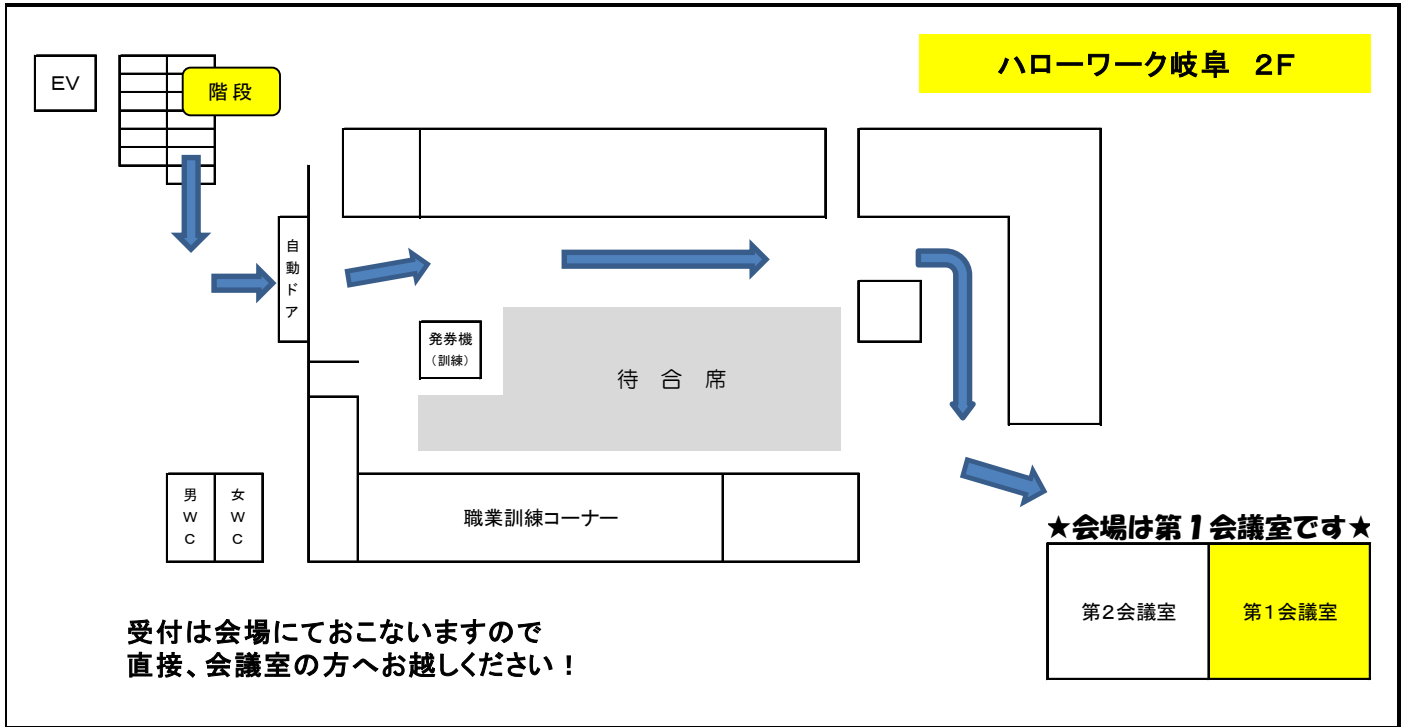 ハローワーク岐阜　２Ｆ
ＥＶ
階段
自動ドア
発券機
（訓練）
待　合　席
男ＷＣ
女ＷＣ
職業訓練コーナー
★会場は第１会議室です★
第２会議室
第１会議室
受付は会場にておこないますので
直接、会議室の方へお越しください！